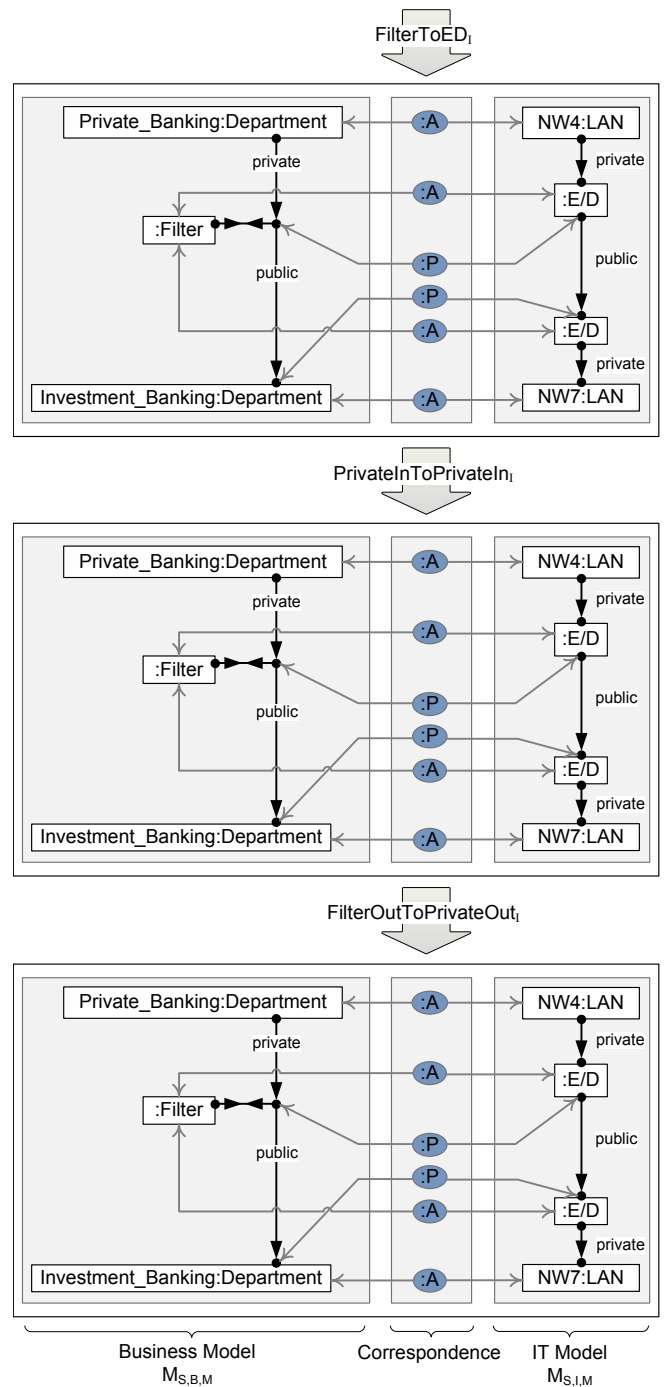 FilterToED_I
Private_Banking:Department :A NW4:LAN
private private
:A :E/D
:Filter
:P
public public
:P
:A :E/D
private
Investment_Banking:Department :A NW7:LAN
PrivateInToPrivateIn_I
Private_Banking:Department :A NW4:LAN
private private
:A :E/D
:Filter
:P
public public
:P
:A :E/D
private
Investment_Banking:Department :A NW7:LAN
FilterOutToPrivateOut_I
Private_Banking:Department :A NW4:LAN
private private
:A :E/D
:Filter
:P
public public
:P
:A :E/D
private
Investment_Banking:Department :A NW7:LAN
Business Model Correspondence IT Model
M_S,B,M M_S,I,M